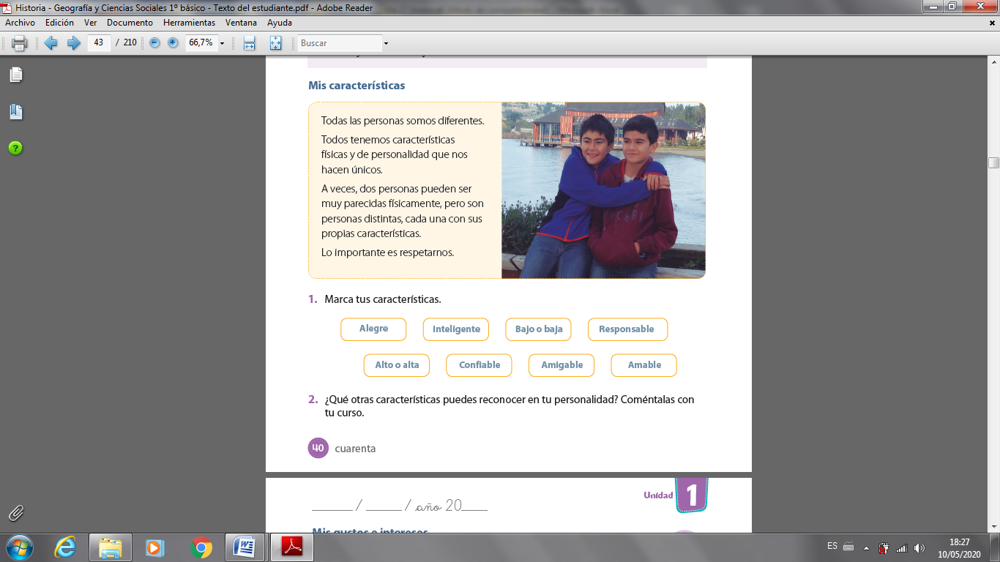 Historia - Geografía y Ciencias Sociales 1º básico - Texto del estudiante.pdf - Adobe Reader
Archivo Edición Ver Documento Herramientas Ventana Ayuda
43 / 210 66,7% Buscar
Mis características
Todas las personas somos diferentes.
Todos tenemos características
físicas y de personalidad que nos
hacen únicos.
A veces, dos personas pueden ser
muy parecidas físicamente, pero son
personas distintas, cada una con sus
propias características.
Lo importante es respetarnos.
1. Marca tus características.
Alegre Inteligente Bajo o baja Responsable
Alto o alta Confiable Amigable Amable
2. ¿Qué otras características puedes reconocer en tu personalidad? Coméntalas con
tu curso.
40 cuarenta
Unidad 1
_____ / _____ / año 20___
Mis gustos e intereses
ES 18:27
10/05/2020